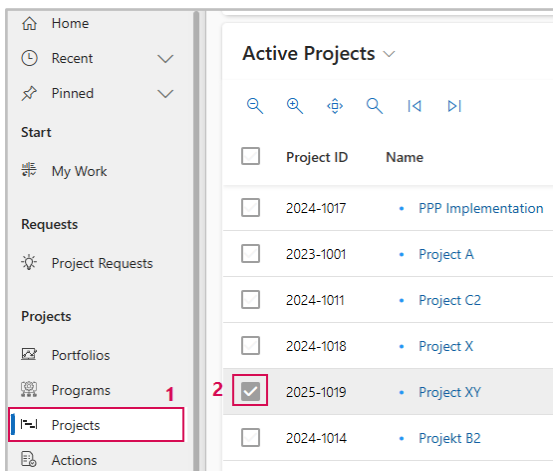 Home
Recent
Pinned
Start
My Work
Requests
Project Requests
Projects
Portfolios
Programs
1
Projects
Actions
Active Projects
Project ID Name
2024-1017 • PPP Implementation
2023-1001 • Project A
2024-1011 • Project C2
2024-1018 • Project X
2 2025-1019 • Project XY
2024-1014 • Projekt B2